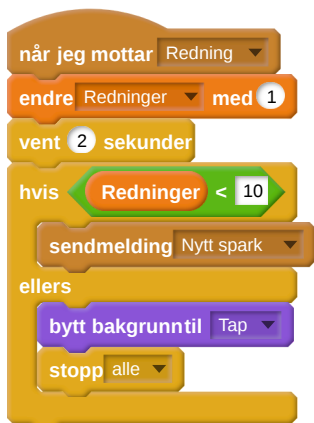 når jeg mottar Redning
endre Redninger med 1
vent 2 sekunder
hvis Redninger < 10
sendmelding Nytt spark
ellers
bytt bakgrunntil Tap
stopp alle